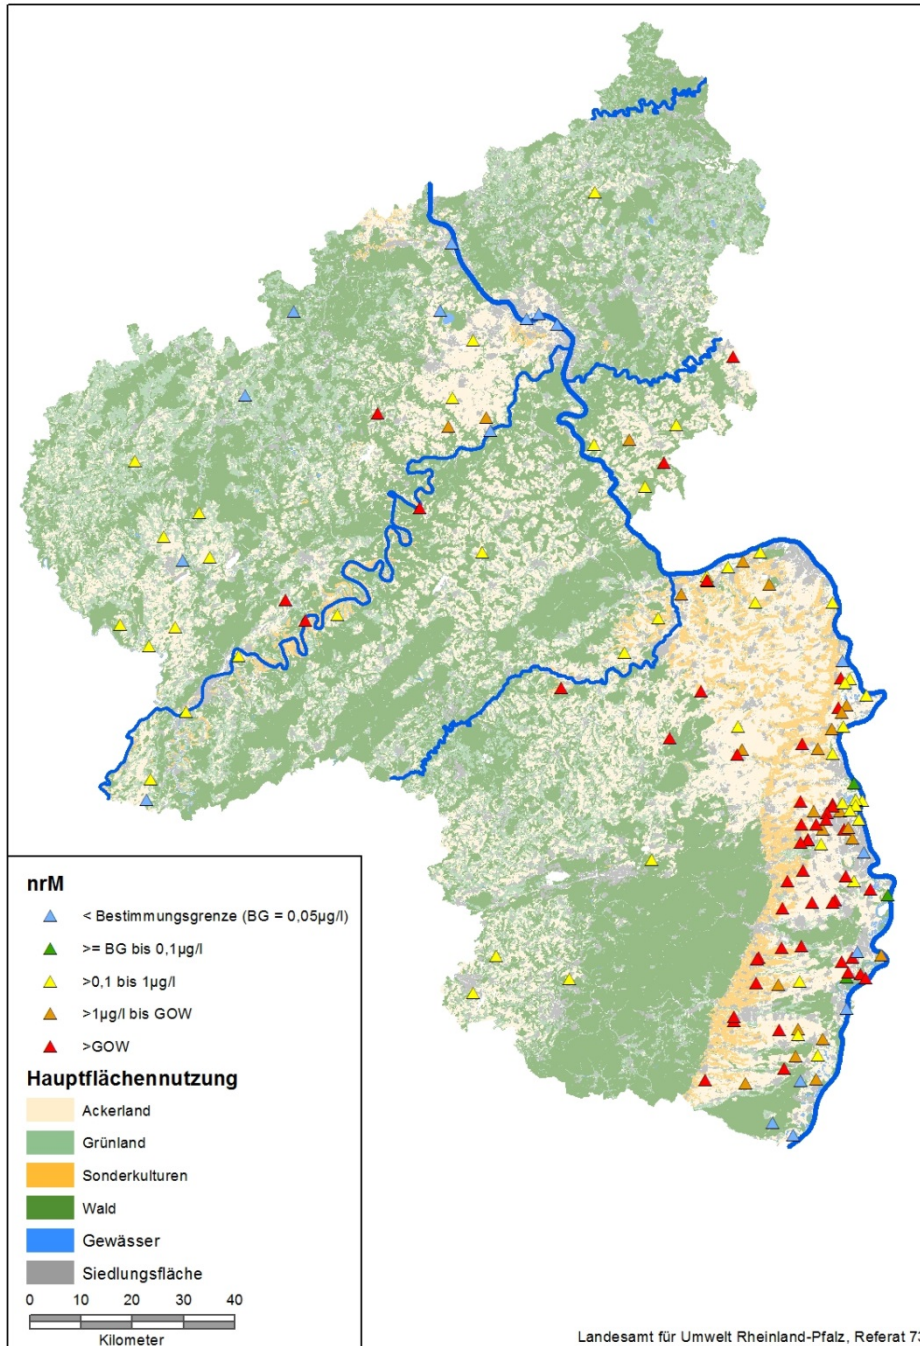 nrM
< Bestimmungsgrenze (BG = 0,05µg/l)
>= BG bis 0,1µg/l
>0,1 bis 1µg/l
>1µg/l bis GOW
>GOW
Hauptflächennutzung
Ackerland
Grünland
Sonderkulturen
Wald
Gewässer
Siedlungsfläche
0 10 20 30 40
Kilometer
Landesamt für Umwelt Rheinland-Pfalz, Referat 73